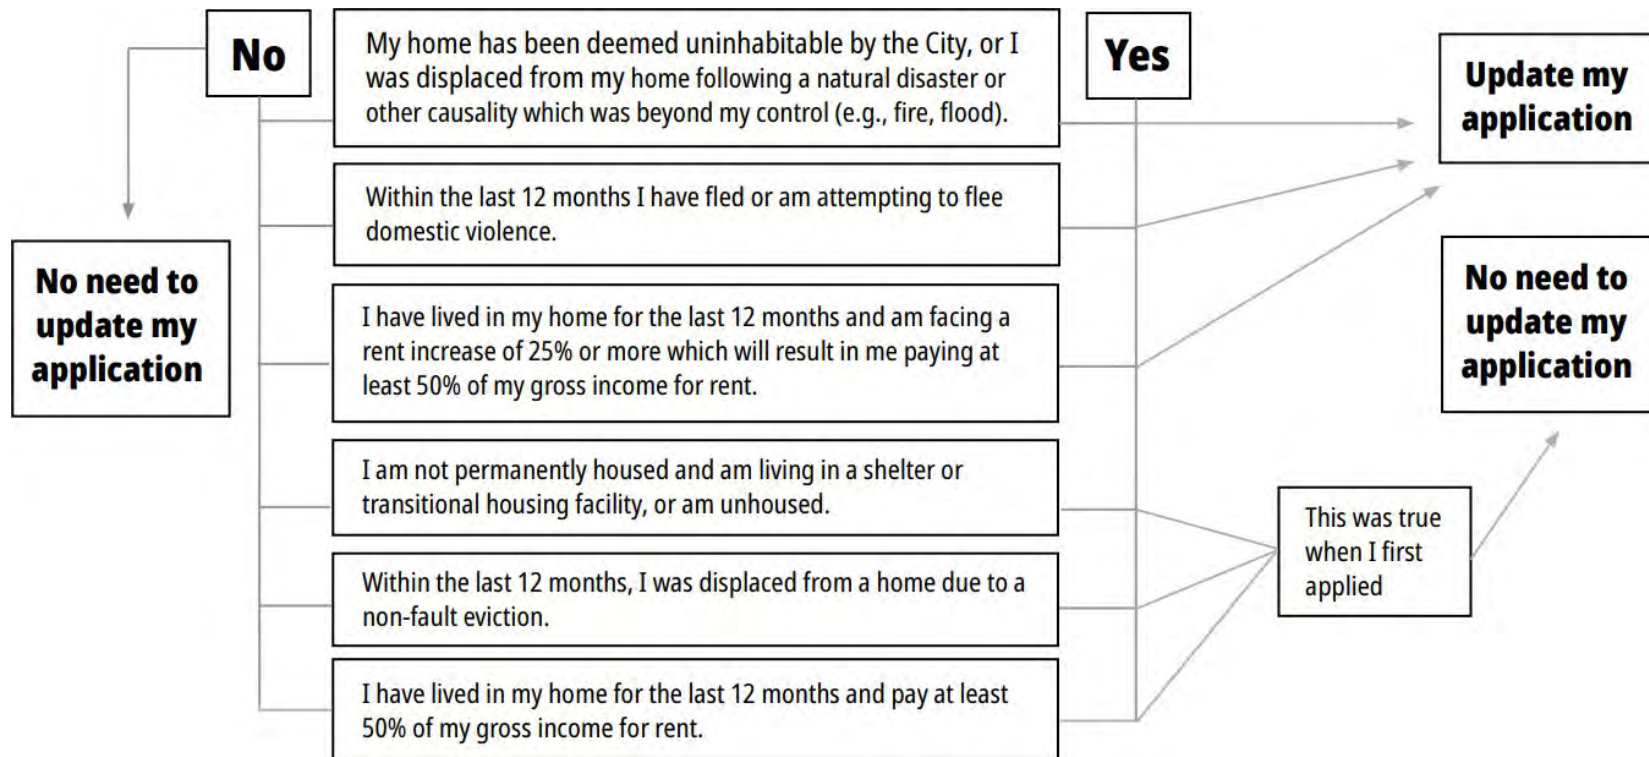 No
My home has been deemed uninhabitable by the City, or I
was displaced from my home following a natural disaster or
other causality which was beyond my control (e.g., fire, flood).
Yes
Update my
application
Within the last 12 months I have fled or am attempting to flee
domestic violence.
No need to
update my
application
I have lived in my home for the last 12 months and am facing a
rent increase of 25% or more which will result in me paying at
least 50% of my gross income for rent.
No need to
update my
application
I am not permanently housed and am living in a shelter or
transitional housing facility, or am unhoused.
This was true
when I first
applied
Within the last 12 months, I was displaced from a home due to a
non-fault eviction.
I have lived in my home for the last 12 months and pay at least
50% of my gross income for rent.